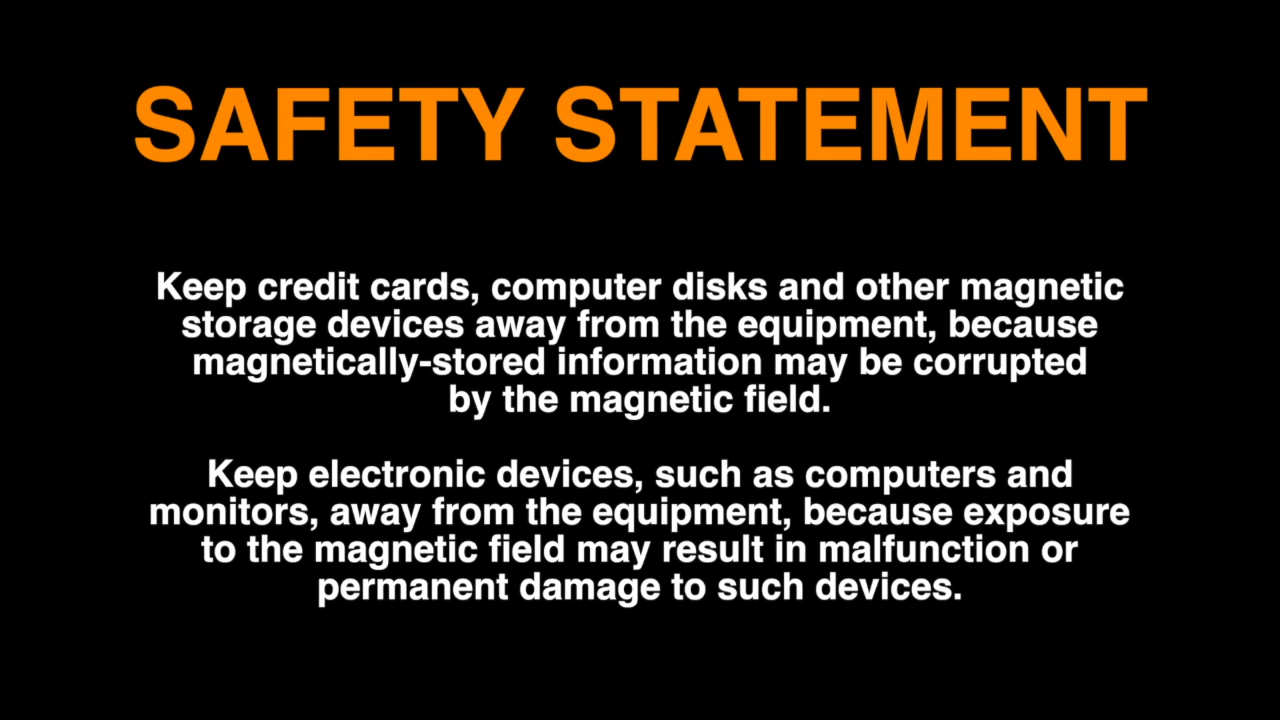 SAFETY STATEMENT
Keep credit cards, computer disks and other magnetic
storage devices away from the equipment, because
magnetically-stored information may be corrupted
by the magnetic field.
Keep electronic devices, such as computers and
monitors, away from the equipment, because exposure
to the magnetic field may result in malfunction or
permanent damage to such devices.